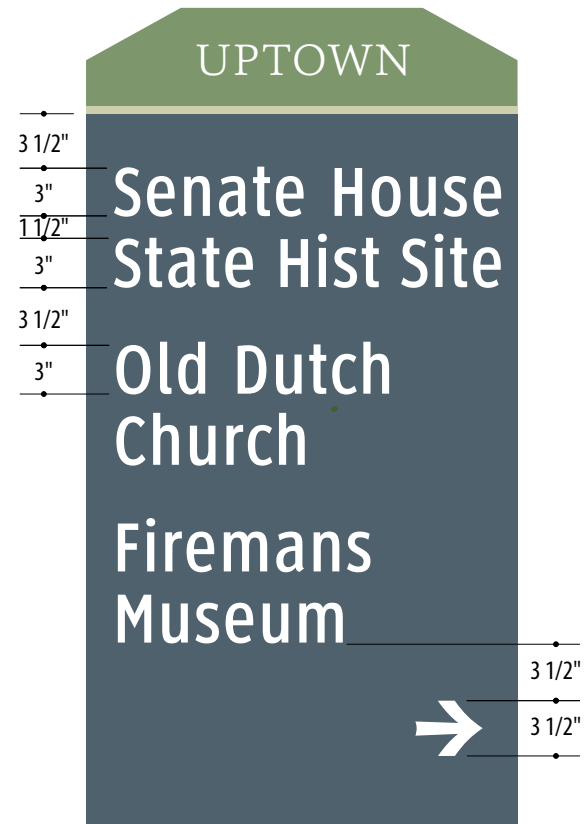 UPTOWN
3 1/2"
3"
Senate House
1 1/2"
3"
State Hist Site
3 1/2"
3"
Old Dutch
Church
Firemans
Museum
3 1/2"
3 1/2"